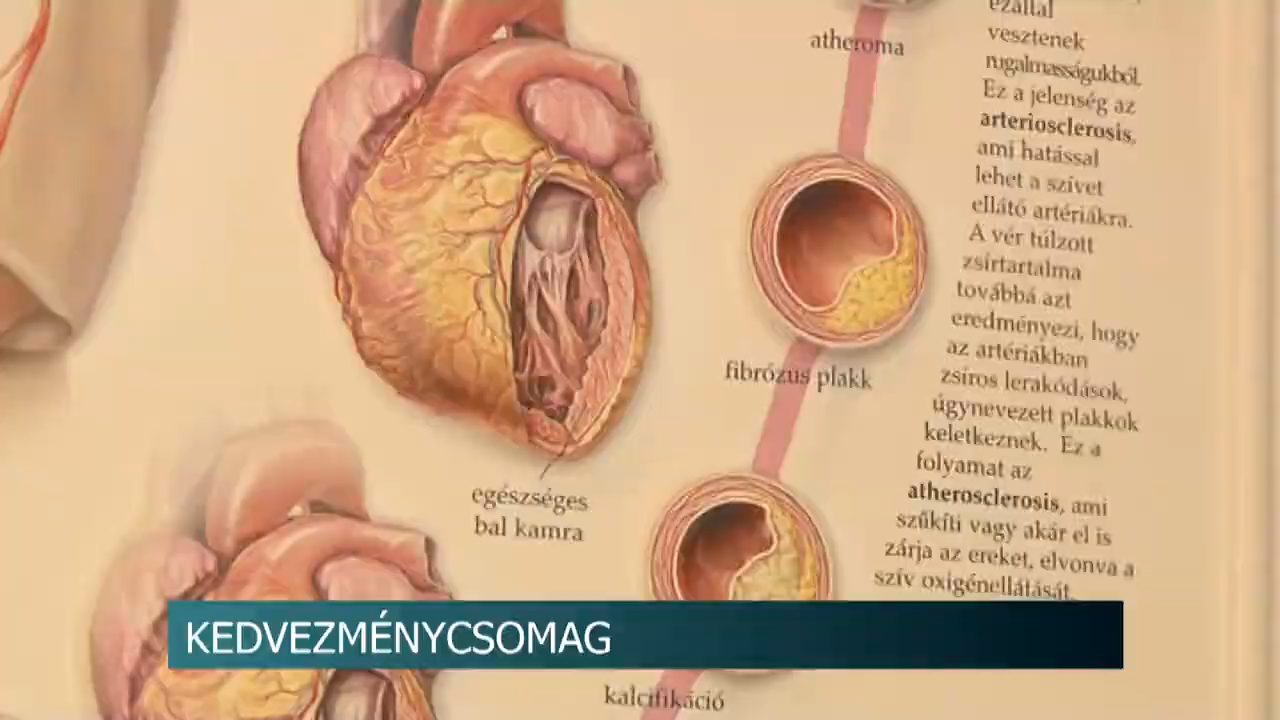 atheroma
ezáltal
vesztenek
rugalmasságukból.
Ez a jelenség az
arteriosclerosis,
ami hatással
lehet a szívet
ellátó artériákra.
A vér túlzott
zsírtartalma
továbbá azt
eredményezi, hogy
az artériákban
zsíros lerakódások,
úgynevezett plakkok
keletkeznek. Ez a
folyamat az
atherosclerosis, ami
szűkíti vagy akár el is
zárja az ereket, elvonva a
szív oxigénellátását.
fibrózus plakk
egészséges
bal kamra
KEDVEZMÉNYCSOMAG
kalcifikáció